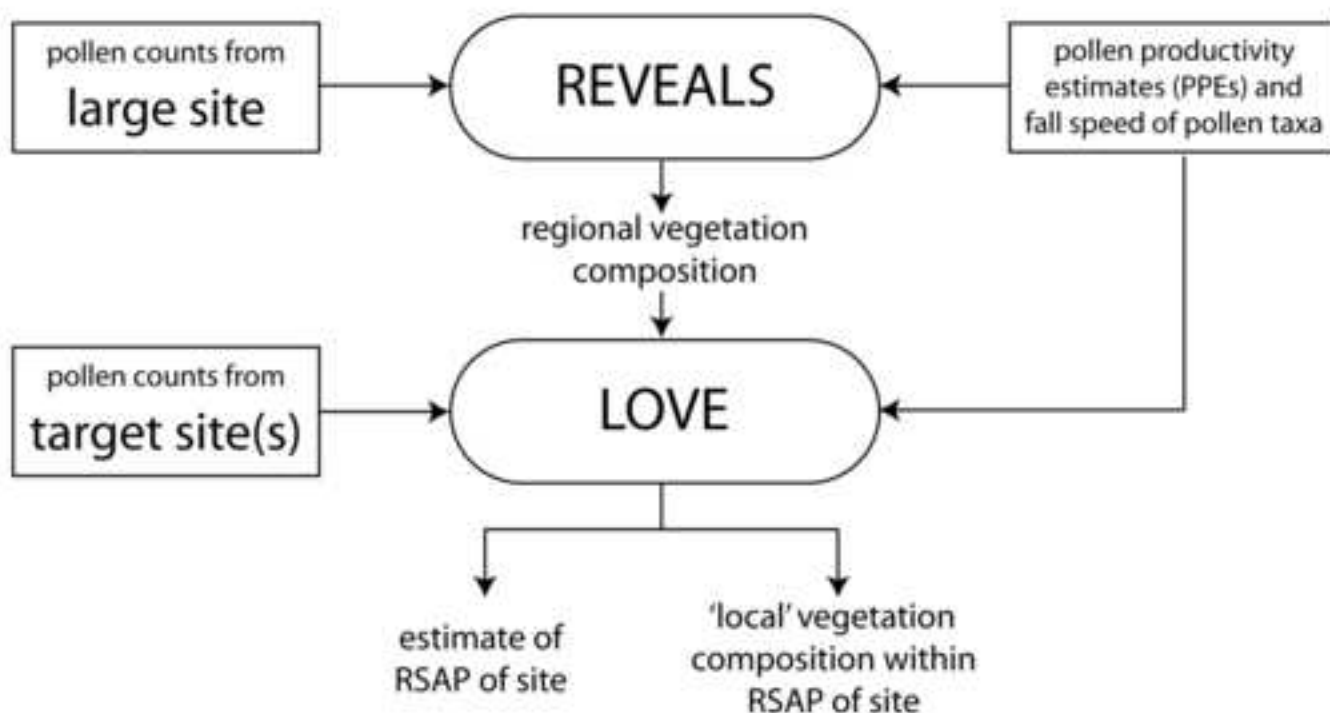 pollen counts from
large site
REVEALS
pollen productivity
estimates (PPEs) and
fall speed of pollen taxa
regional vegetation
composition
pollen counts from
target site(s)
LOVE
estimate of
RSAP of site
‘local’ vegetation
composition within
RSAP of site